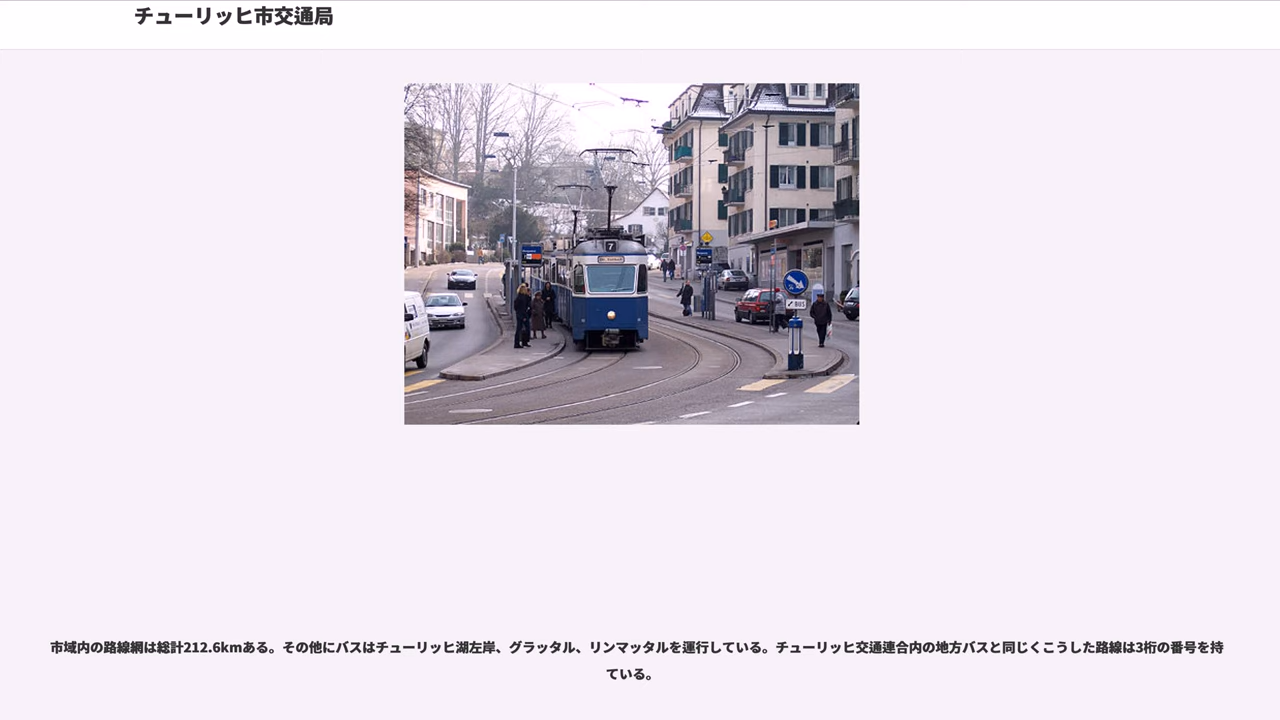 チューリッヒ市交通局
7
BUS
市域内の路線網は総計212.6kmある。その他にバスはチューリッヒ湖左岸、グラッタル、リンマッタルを運行している。チューリッヒ交通連合内の地方バスと同じくこうした路線は3桁の番号を持
ている。